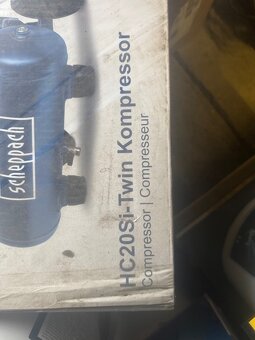 scheppach
HC20Si-Twin Kompressor
Compressor | Compresseur